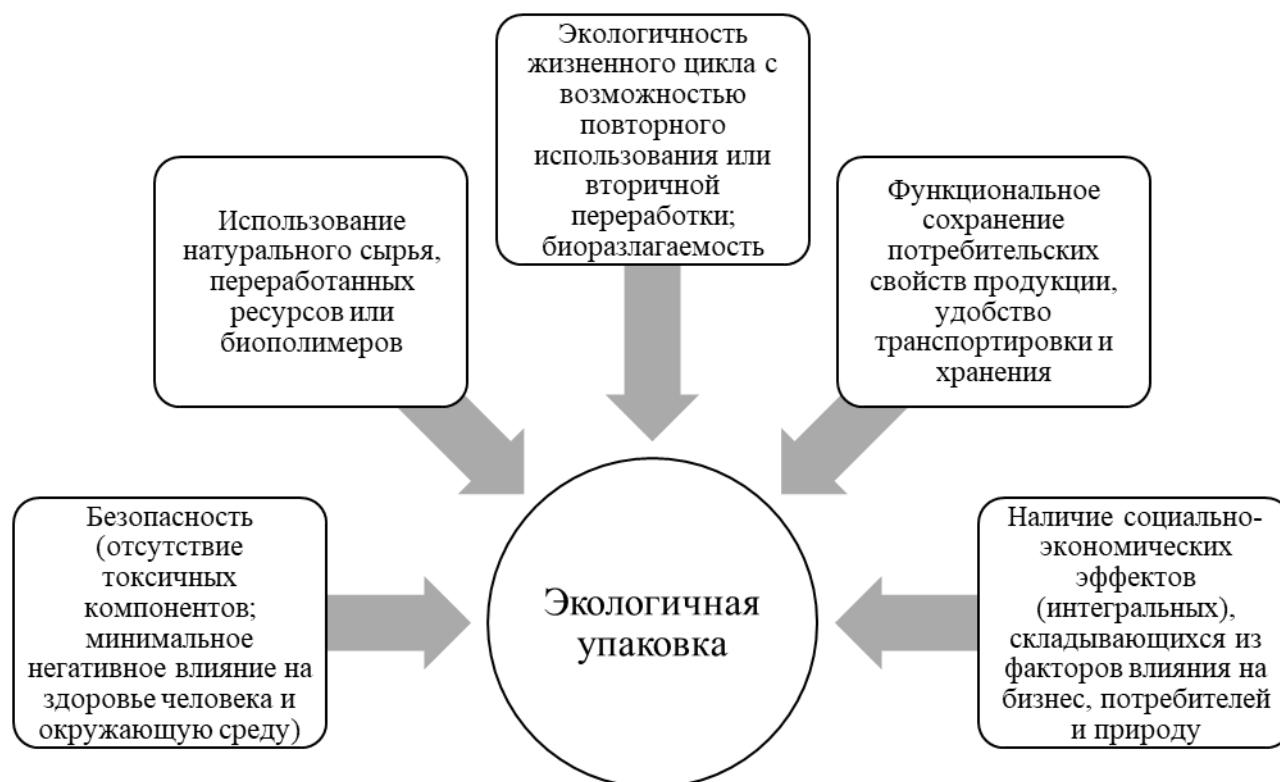 Экологичность
жизненного цикла с
возможностью
повторного
использования или
вторичной
переработки;
биоразлагаемость
Использование
натурального сырья,
переработанных
ресурсов или
биополимеров
Функциональное
сохранение
потребительских
свойств продукции,
удобство
транспортировки и
хранения
Безопасность
(отсутствие
токсичных
компонентов;
минимальное
негативное влияние на
здоровье человека и
окружающую среду)
Экологичная
упаковка
Наличие социально-
экономических
эффектов
(интегральных),
складывающихся из
факторов влияния на
бизнес, потребителей
и природу